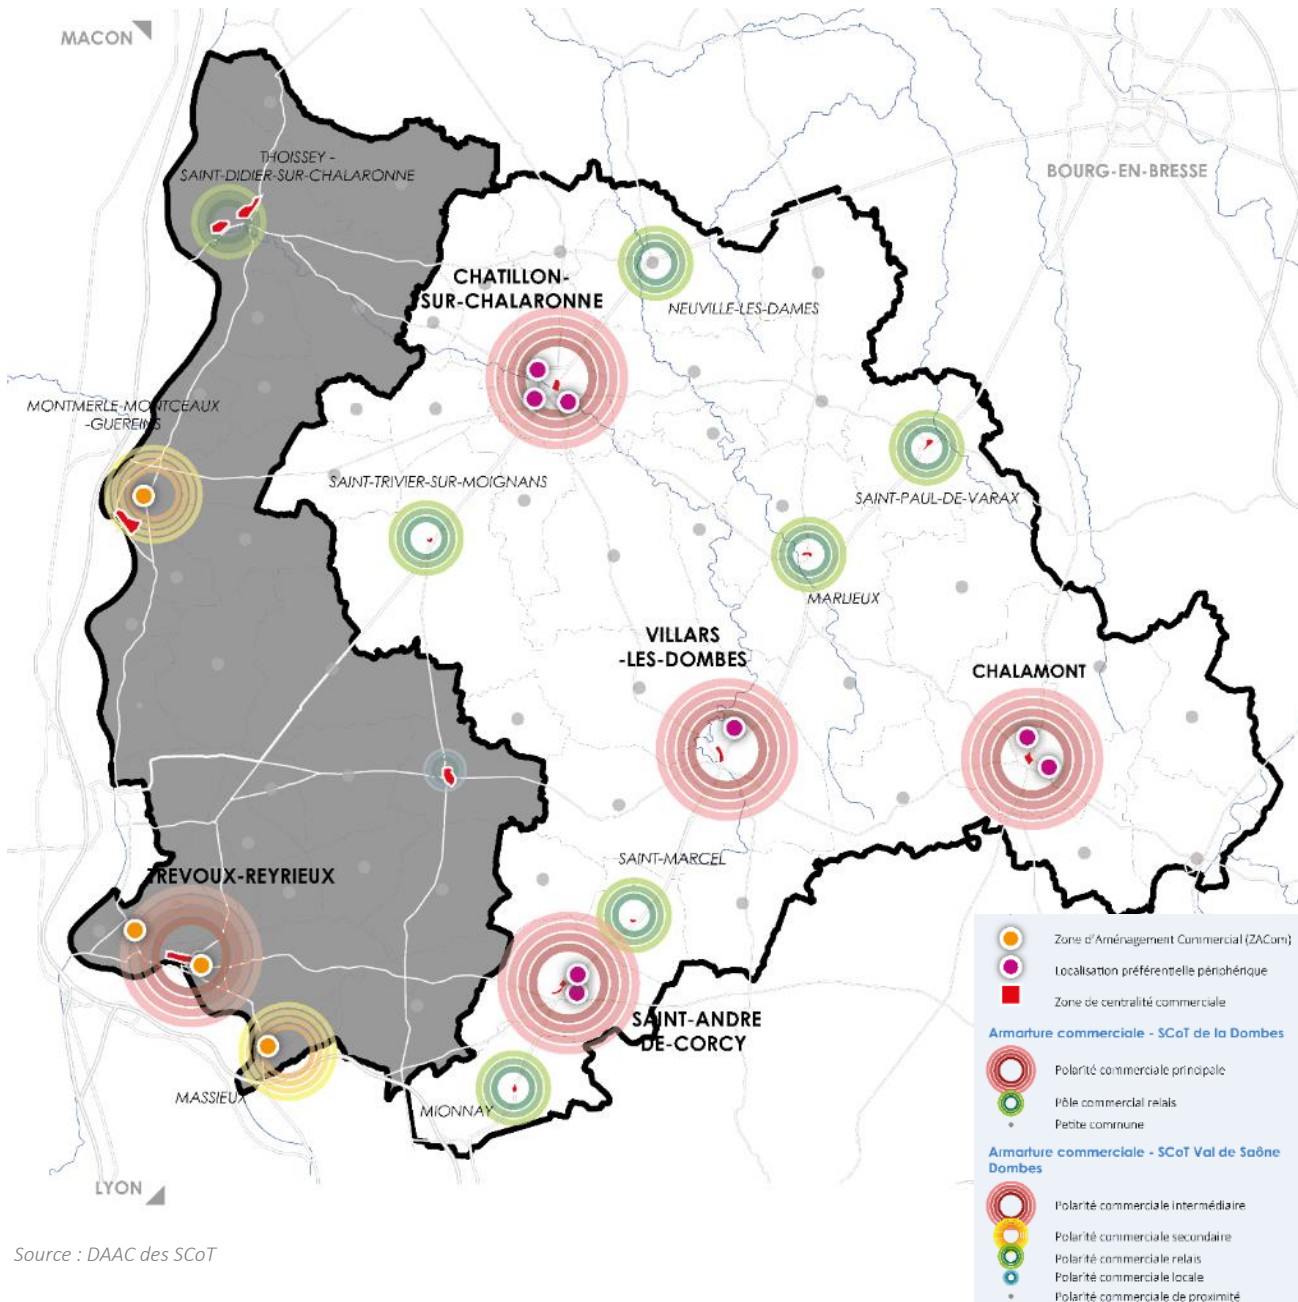 MACON
BOURG-EN-BRESSE
THOISSEY -
SAINT-DIDIER-SUR-CHALARONNE
CHATILLON-
SUR-CHALARONNE
NEUVILLE-LES-DAMES
MONTMERLE-MONTCEAUX
-GUEREINS
SAINT-TRIVIER-SUR-MOIGNANS
SAINT-PAUL-DE-VARAX
MARLIEUX
VILLARS
-LES-DOMBES
CHALAMONT
SAINT-MARCEL
TREVOUX-REYRIEUX
SAINT-ANDRE
DE-CORCY
MASSIEUX
MIONNAY
LYON
Zone d'Aménagement Commercial (ZACom)
Localisation préférentielle périphérique
Zone de centralité commerciale
Armarture commerciale - SCoT de la Dombes
Polarité commerciale principale
Pôle commercial relais
Petite commune
Armarture commerciale - SCoT Val de Saône
Dombes
Polarité commerciale intermédiaire
Polarité commerciale secondaire
Polarité commerciale relais
Polarité commerciale locale
Polarité commerciale de proximité
Source : DAAC des SCoT